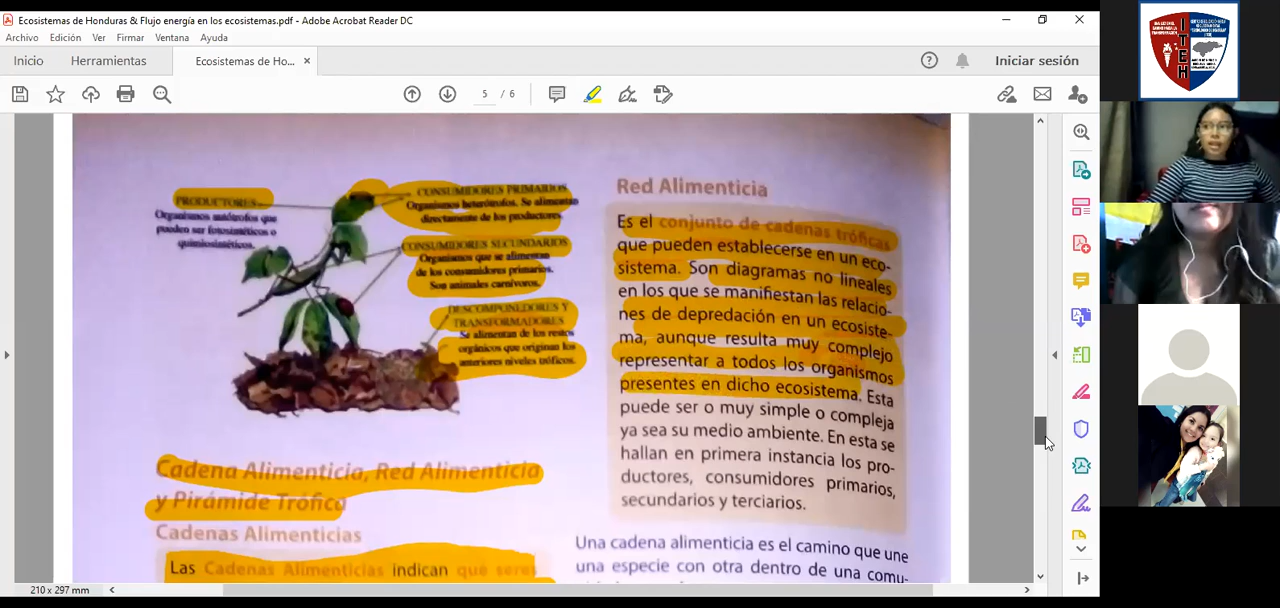 Ecosistemas de Honduras & Flujo energía en los ecosistemas.pdf - Adobe Acrobat Reader DC
Archivo Edición Ver Firmar Ventana Ayuda
Inicio Herramientas Ecosistemas de Ho... × Iniciar sesión
5 / 6
PRODUCTORES
Organismos autótrofos que
pueden ser fotosintéticos o
quimiosintéticos.
CONSUMIDORES PRIMARIOS
Organismos heterótrofos. Se alimentan
directamente de los productores.
CONSUMIDORES SECUNDARIOS
Organismos que se alimentan
de los consumidores primarios.
Son animales carnívoros.
DESCOMPONEDORES Y
TRANSFORMADORES
Se alimentan de los restos
orgánicos que originan los
anteriores niveles tróficos.
Cadena Alimenticia, Red Alimenticia
y Pirámide Trófica
Cadenas Alimenticias
Las Cadenas Alimenticias indican qué seres
Red Alimenticia
Es el conjunto de cadenas tróficas
que pueden establecerse en un eco-
sistema. Son diagramas no lineales
en los que se manifiestan las relacio-
nes de depredación en un ecosiste-
ma, aunque resulta muy complejo
representar a todos los organismos
presentes en dicho ecosistema. Esta
puede ser o muy simple o compleja
ya sea su medio ambiente. En esta se
hallan en primera instancia los pro-
ductores, consumidores primarios,
secundarios y terciarios.
Una cadena alimenticia es el camino que une
una especie con otra dentro de una comu-
210 x 297 mm
ITEH